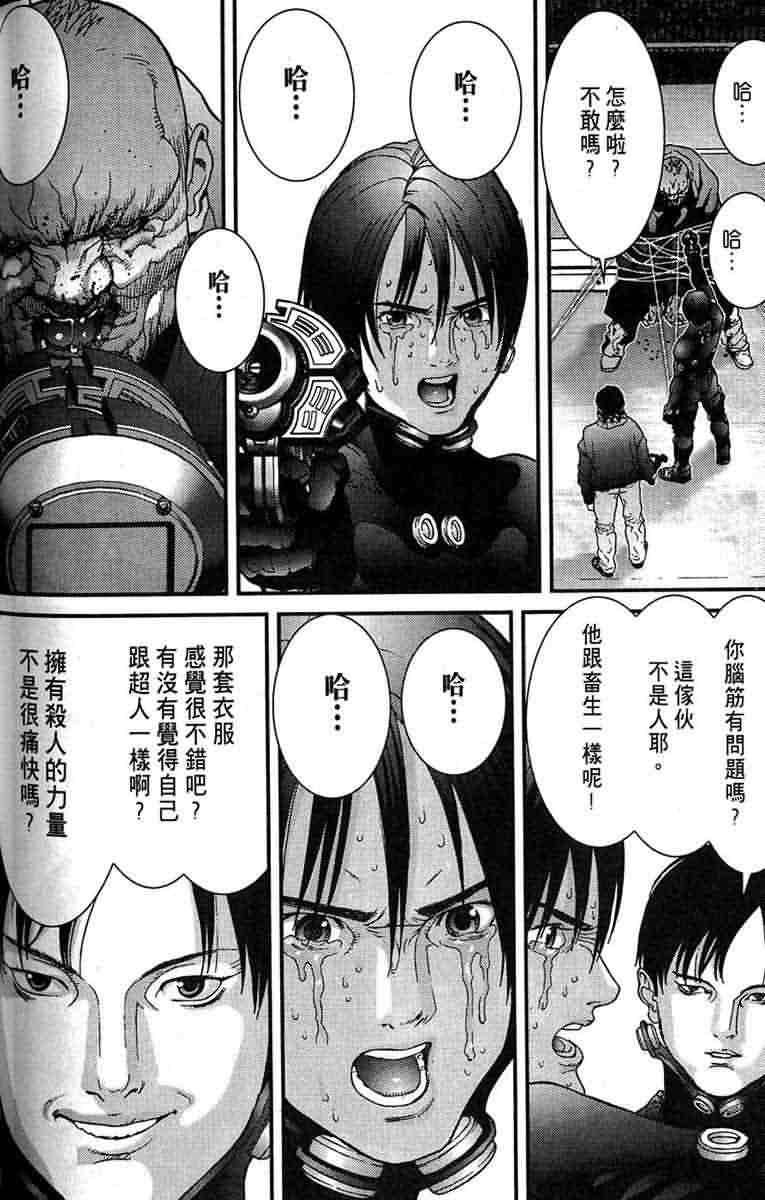 哈…
怎麼啦？
不敢嗎？
哈…
哈…
哈…
哈…
哈…
你腦筋有問題嗎？
這傢伙
不是人耶。
他跟畜生一樣呢！
哈…
哈…
那套衣服
感覺很不錯吧？
有沒有覺得自己
跟超人一樣啊？
擁有殺人的力量
不是很痛快嗎？